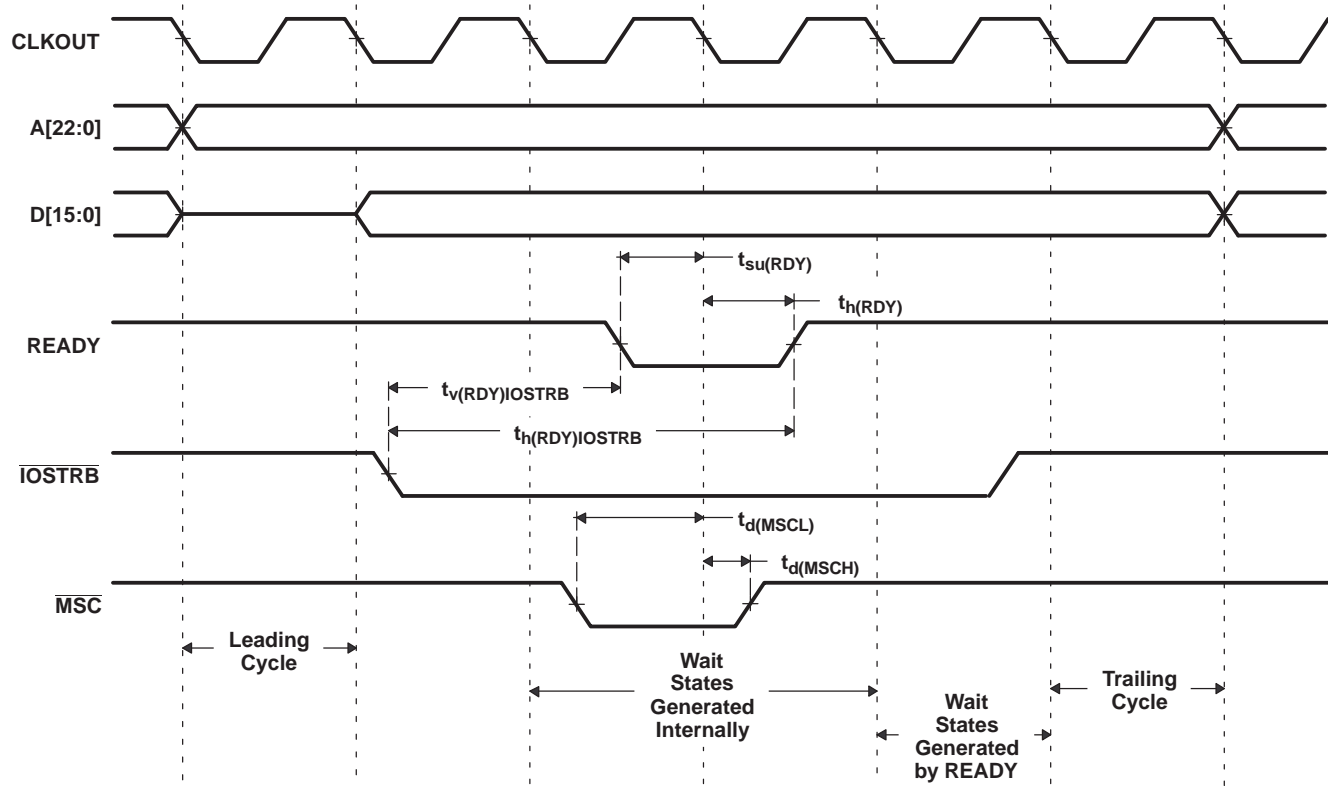 CLKOUT
A[22:0]
D[15:0]
tsu(RDY)
th(RDY)
READY
tv(RDY)IOSTRB
th(RDY)IOSTRB
IOSTRB
td(MSCL)
td(MSCH)
MSC
Leading
Cycle
Wait
States
Generated
Internally
Wait
States
Generated
by READY
Trailing
Cycle